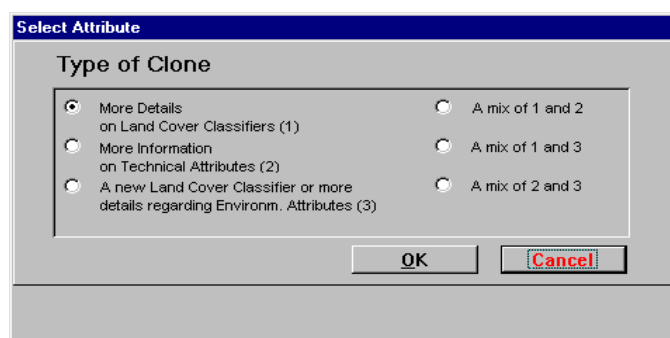 Select Attribute
Type of Clone
More Details
on Land Cover Classifiers (1)
More Information
on Technical Attributes (2)
A new Land Cover Classifier or more
details regarding Environm. Attributes (3)
A mix of 1 and 2
A mix of 1 and 3
A mix of 2 and 3
OK
Cancel